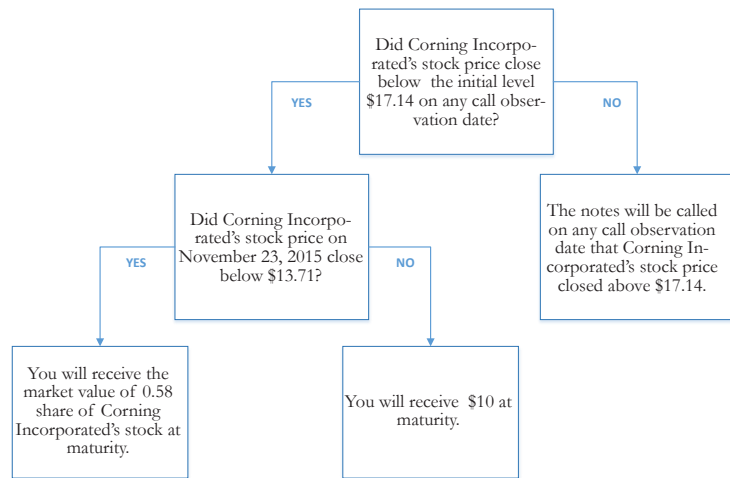 Did Corning Incorpo-
rated's stock price close
below the initial level
$17.14 on any call obser-
vation date?
YES
NO
Did Corning Incorpo-
rated's stock price on
November 23, 2015 close
below $13.71?
The notes will be called
on any call observation
date that Corning In-
corporated's stock price
closed above $17.14.
YES
NO
You will receive the
market value of 0.58
share of Corning
Incorporated's stock at
maturity.
You will receive $10 at
maturity.